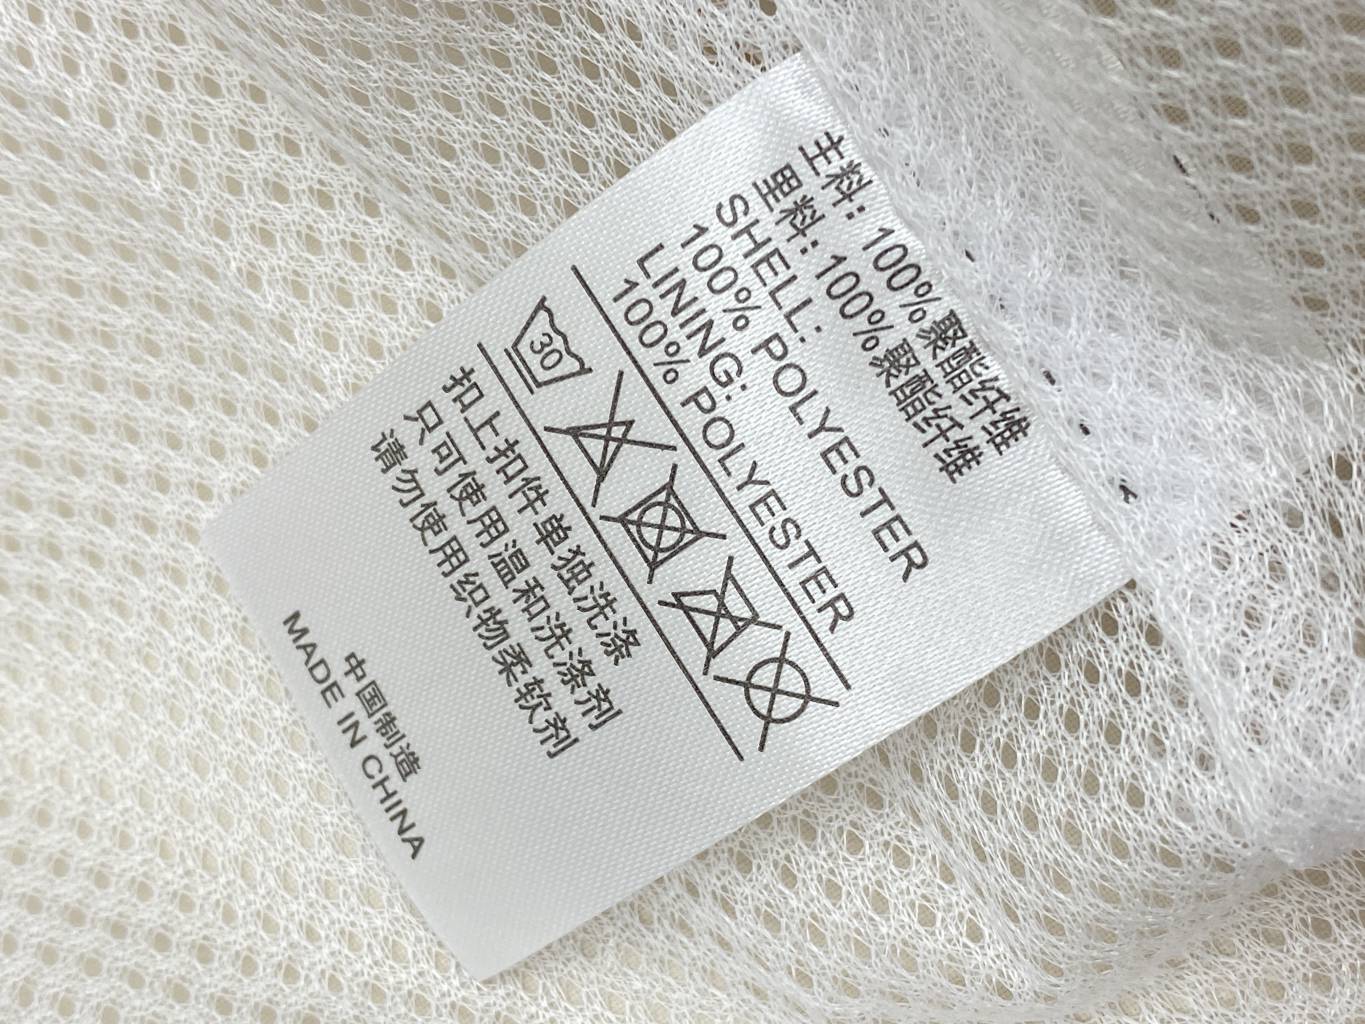 主料: 100%聚酯纤维
里料: 100%聚酯纤维
SHELL:
100% POLYESTER
LINING:
100% POLYESTER
30
扣上扣件单独洗涤
只可使用温和洗涤剂
请勿使用织物柔软剂
中国制造
MADE IN CHINA